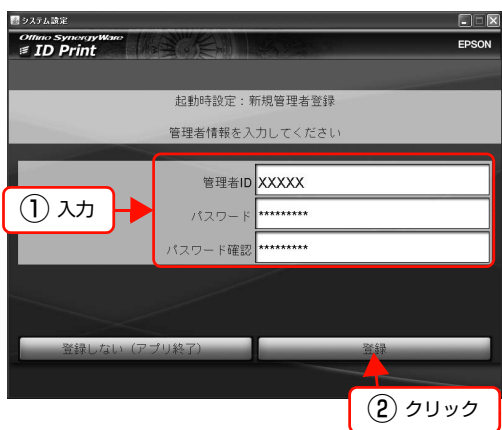 システム設定
Offirio SynergyWare
ID Print
EPSON
起動時設定：新規管理者登録
管理者情報を入力してください
管理者ID XXXXX
① 入力
パスワード *********
パスワード確認 *********
登録しない（アプリ終了） 登録
② クリック